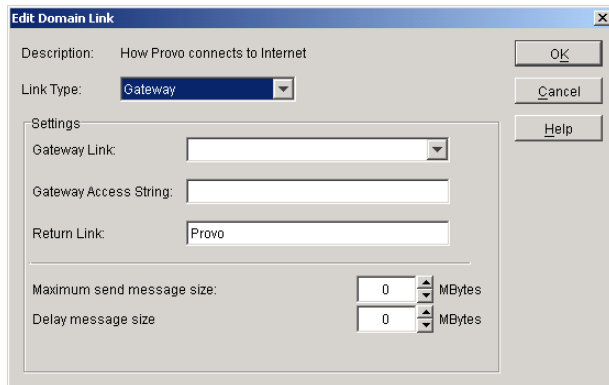 Edit Domain Link
Description: How Provo connects to Internet
OK
Link Type: Gateway
Cancel
Settings
Help
Gateway Link:
Gateway Access String:
Return Link: Provo
Maximum send message size: 0 MBytes
Delay message size 0 MBytes